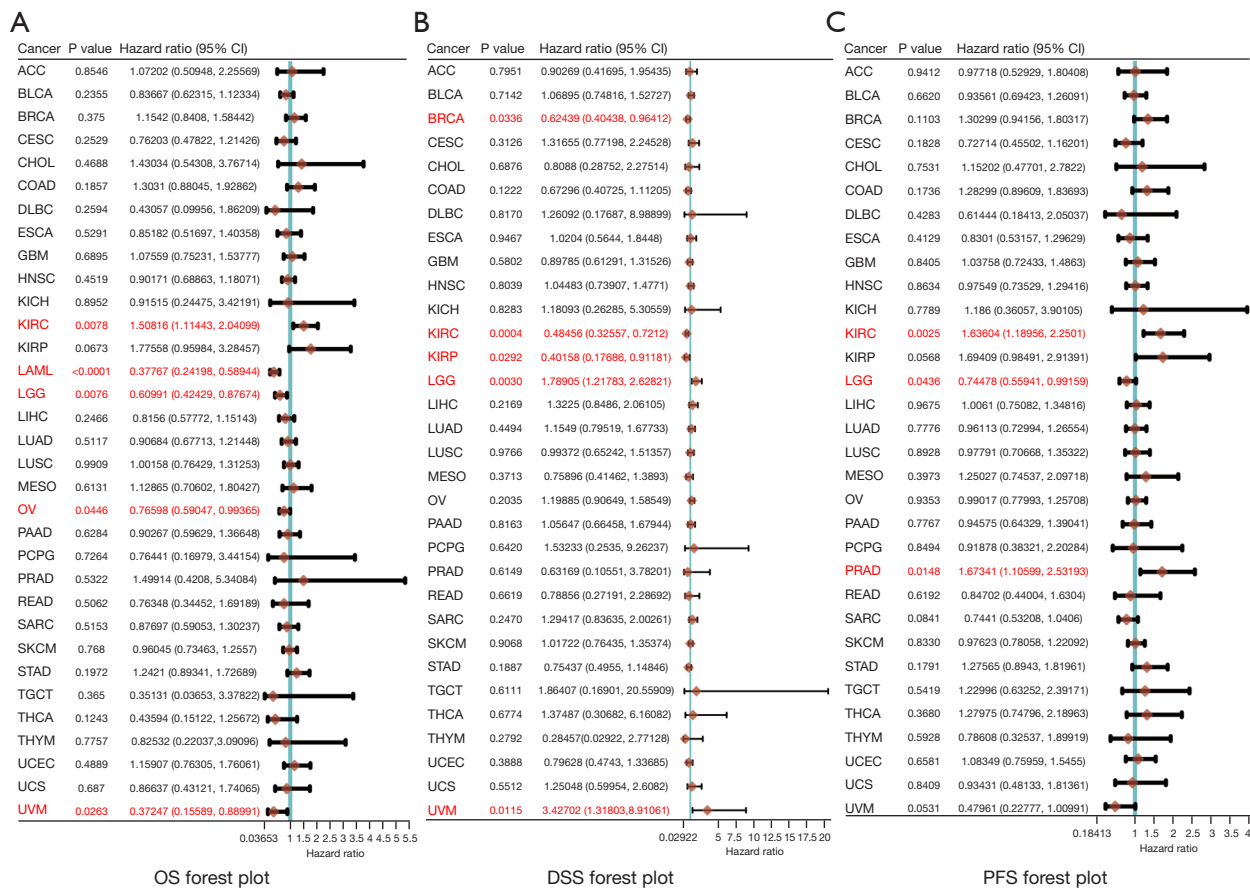 A
Cancer P value Hazard ratio (95% CI)
ACC 0.8546 1.07202 (0.50948, 2.25569)
BLCA 0.2355 0.83667 (0.62315, 1.12334)
BRCA 0.375 1.1542 (0.8408, 1.58442)
CESC 0.2529 0.76203 (0.47822, 1.21426)
CHOL 0.4688 1.43034 (0.54308, 3.76714)
COAD 0.1857 1.3031 (0.88045, 1.92862)
DLBC 0.2594 0.43057 (0.09956, 1.86209)
ESCA 0.5291 0.85182 (0.51697, 1.40358)
GBM 0.6895 1.07559 (0.75231, 1.53777)
HNSC 0.4519 0.90171 (0.68863, 1.18071)
KICH 0.8952 0.91515 (0.24475, 3.42191)
KIRC 0.0078 1.50816 (1.11443, 2.04099)
KIRP 0.0673 1.77558 (0.95984, 3.28457)
LAML <0.0001 0.37767 (0.24198, 0.58944)
LGG 0.0076 0.60991 (0.42429, 0.87674)
LIHC 0.2466 0.8156 (0.57772, 1.15143)
LUAD 0.5117 0.90684 (0.67713, 1.21448)
LUSC 0.9909 1.00158 (0.76429, 1.31253)
MESO 0.6131 1.12865 (0.70602, 1.80427)
OV 0.0446 0.76598 (0.59047, 0.99365)
PAAD 0.6284 0.90267 (0.59629, 1.36648)
PCPG 0.7264 0.76441 (0.16979, 3.44154)
PRAD 0.5322 1.49914 (0.4208, 5.34084)
READ 0.5062 0.76348 (0.34452, 1.69189)
SARC 0.5153 0.87697 (0.59053, 1.30237)
SKCM 0.768 0.96045 (0.73463, 1.2557)
STAD 0.1972 1.2421 (0.89341, 1.72689)
TGCT 0.365 0.35131 (0.03653, 3.37822)
THCA 0.1243 0.43594 (0.15122, 1.25672)
THYM 0.7757 0.82532 (0.22037,3.09096)
UCEC 0.4889 1.15907 (0.76305, 1.76061)
UCS 0.687 0.86637 (0.43121, 1.74065)
UVM 0.0263 0.37247 (0.15589, 0.88991)
0.03653 1 1.5 2 2.5 3 3.5 4 4.5 5 5.5
Hazard ratio
OS forest plot
B
Cancer P value Hazard ratio (95% CI)
ACC 0.7951 0.90269 (0.41695, 1.95435)
BLCA 0.7142 1.06895 (0.74816, 1.52727)
BRCA 0.0336 0.62439 (0.40438, 0.96412)
CESC 0.3126 1.31655 (0.77198, 2.24528)
CHOL 0.6876 0.8088 (0.28752, 2.27514)
COAD 0.1222 0.67296 (0.40725, 1.11205)
DLBC 0.8170 1.26092 (0.17687, 8.98899)
ESCA 0.9467 1.0204 (0.5644, 1.8448)
GBM 0.5802 0.89785 (0.61291, 1.31526)
HNSC 0.8039 1.04483 (0.73907, 1.4771)
KICH 0.8283 1.18093 (0.26285, 5.30559)
KIRC 0.0004 0.48456 (0.32557, 0.7212)
KIRP 0.0292 0.40158 (0.17686, 0.91181)
LGG 0.0030 1.78905 (1.21783, 2.62821)
LIHC 0.2169 1.3225 (0.8486, 2.06105)
LUAD 0.4494 1.1549 (0.79519, 1.67733)
LUSC 0.9766 0.99372 (0.65242, 1.51357)
MESO 0.3713 0.75896 (0.41462, 1.3893)
OV 0.2035 1.19885 (0.90649, 1.58549)
PAAD 0.8163 1.05647 (0.66458, 1.67944)
PCPG 0.6420 1.53233 (0.2535, 9.26237)
PRAD 0.6149 0.63169 (0.10551, 3.78201)
READ 0.6619 0.78856 (0.27191, 2.28692)
SARC 0.2470 1.29417 (0.83635, 2.00261)
SKCM 0.9068 1.01722 (0.76435, 1.35374)
STAD 0.1887 0.75437 (0.4955, 1.14846)
TGCT 0.6111 1.86407 (0.16901, 20.55909)
THCA 0.6774 1.37487 (0.30682, 6.16082)
THYM 0.2792 0.28457(0.02922, 2.77128)
UCEC 0.3888 0.79628 (0.4743, 1.33685)
UCS 0.5512 1.25048 (0.59954, 2.6082)
UVM 0.0115 3.42702 (1.31803,8.91061)
0.02922 5 7.5 10 12.5 15 17.5 20
Hazard ratio
DSS forest plot
C
Cancer P value Hazard ratio (95% CI)
ACC 0.9412 0.97718 (0.52929, 1.80408)
BLCA 0.6620 0.93561 (0.69423, 1.26091)
BRCA 0.1103 1.30299 (0.94156, 1.80317)
CESC 0.1828 0.72714 (0.45502, 1.16201)
CHOL 0.7531 1.15202 (0.47701, 2.7822)
COAD 0.1736 1.28299 (0.89609, 1.83693)
DLBC 0.4283 0.61444 (0.18413, 2.05037)
ESCA 0.4129 0.8301 (0.53157, 1.29629)
GBM 0.8405 1.03758 (0.72433, 1.4863)
HNSC 0.8634 0.97549 (0.73529, 1.29416)
KICH 0.7789 1.186 (0.36057, 3.90105)
KIRC 0.0025 1.63604 (1.18956, 2.2501)
KIRP 0.0568 1.69409 (0.98491, 2.91391)
LGG 0.0436 0.74478 (0.55941, 0.99159)
LIHC 0.9675 1.0061 (0.75082, 1.34816)
LUAD 0.7776 0.96113 (0.72994, 1.26554)
LUSC 0.8928 0.97791 (0.70668, 1.35322)
MESO 0.3973 1.25027 (0.74537, 2.09718)
OV 0.9353 0.99017 (0.77993, 1.25708)
PAAD 0.7767 0.94575 (0.64329, 1.39041)
PCPG 0.8494 0.91878 (0.38321, 2.20284)
PRAD 0.0148 1.67341 (1.10599, 2.53193)
READ 0.6192 0.84702 (0.44004, 1.6304)
SARC 0.0841 0.7441 (0.53208, 1.0406)
SKCM 0.8330 0.97623 (0.78058, 1.22092)
STAD 0.1791 1.27565 (0.8943, 1.81961)
TGCT 0.5419 1.22996 (0.63252, 2.39171)
THCA 0.3680 1.27975 (0.74796, 2.18963)
THYM 0.5928 0.78608 (0.32537, 1.89919)
UCEC 0.6581 1.08349 (0.75959, 1.5455)
UCS 0.8409 0.93431 (0.48133, 1.81361)
UVM 0.0531 0.47961 (0.22777, 1.00991)
0.18413 1 1.5 2 2.5 3 3.5 4
Hazard ratio
PFS forest plot